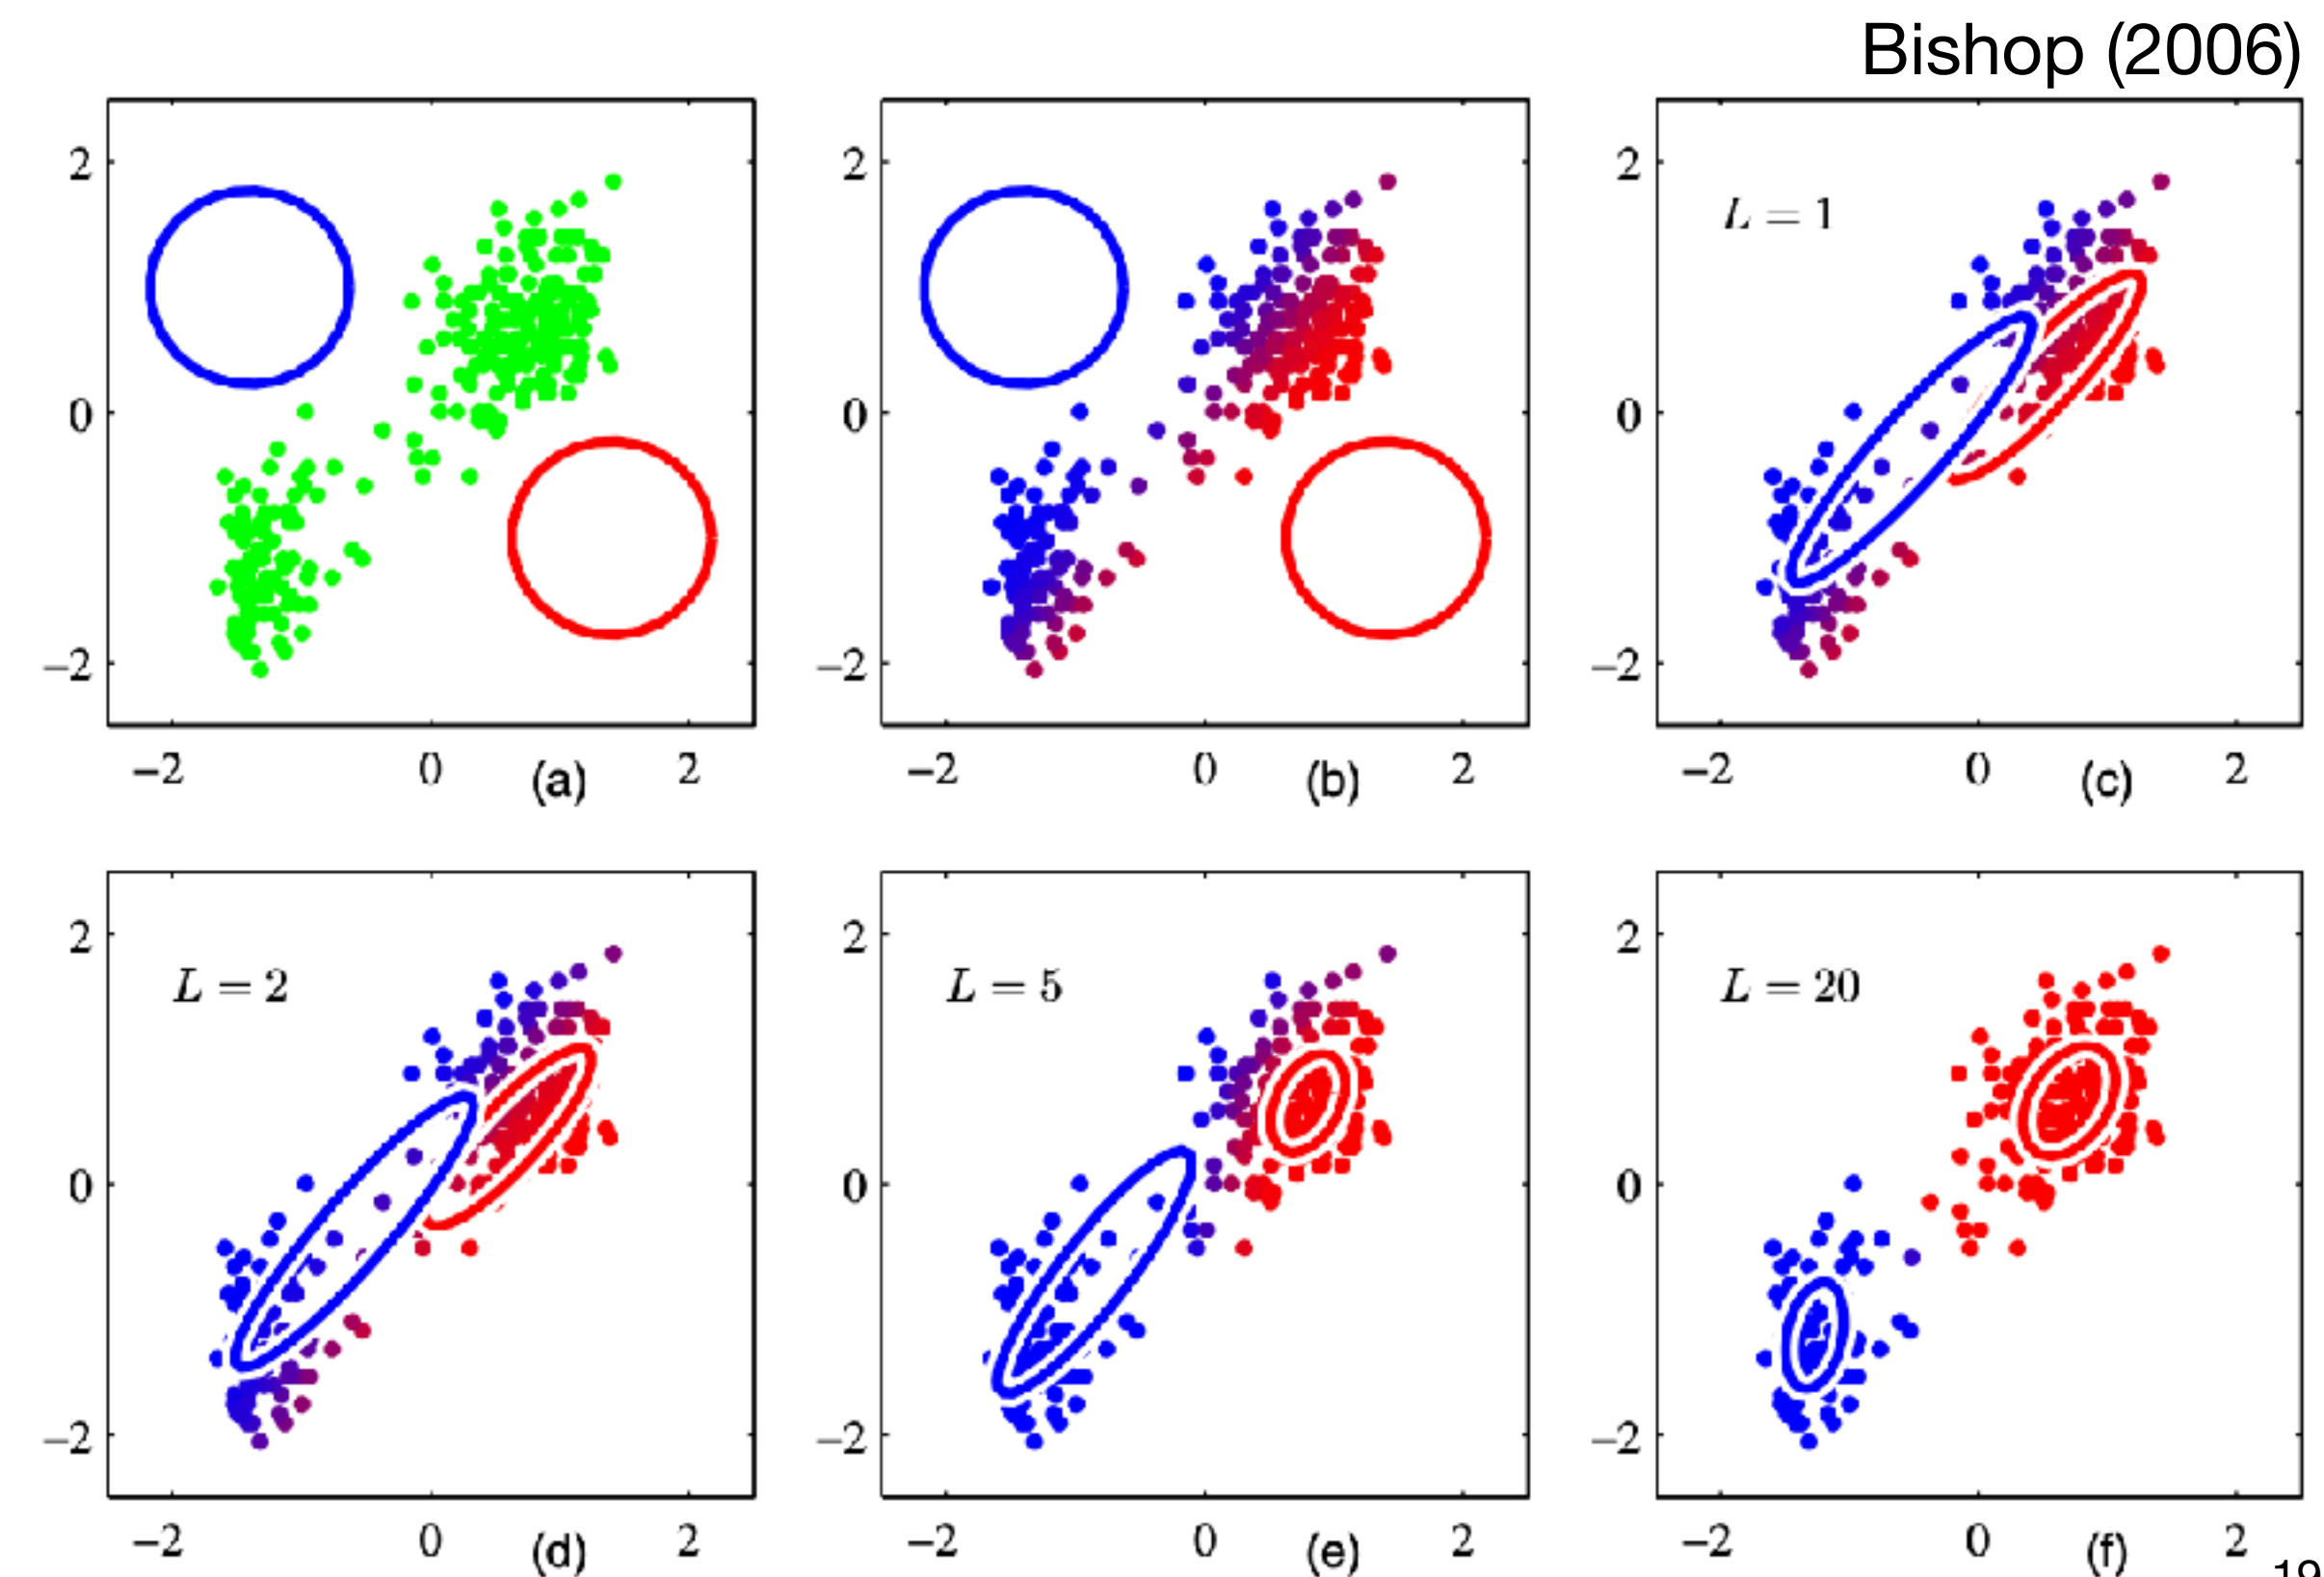 Bishop (2006)
2
0
−2
−2 0 (a) 2
2
0
−2
−2 0 (b) 2
L = 1
2
0
−2
−2 0 (c) 2
L = 2
2
0
−2
−2 0 (d) 2
L = 5
2
0
−2
−2 0 (e) 2
L = 20
2
0
−2
−2 0 (f) 2
19